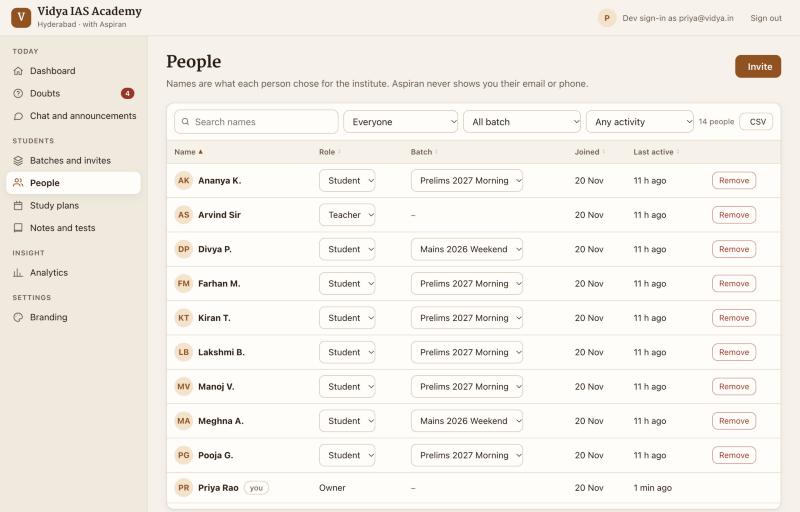 V
Vidya IAS Academy
Hyderabad · with Aspiran
P Dev sign-in as priya@vidya.in Sign out
TODAY
Dashboard
Doubts 4
Chat and announcements
STUDENTS
Batches and invites
People
Study plans
Notes and tests
INSIGHT
Analytics
SETTINGS
Branding
People
Invite
Names are what each person chose for the institute. Aspiran never shows you their email or phone.
Search names Everyone All batch Any activity 14 people CSV
Name Role Batch Joined Last active
AK Ananya K. Student Prelims 2027 Morning 20 Nov 11 h ago Remove
AS Arvind Sir Teacher – 20 Nov 11 h ago Remove
DP Divya P. Student Mains 2026 Weekend 20 Nov 11 h ago Remove
FM Farhan M. Student Prelims 2027 Morning 20 Nov 11 h ago Remove
KT Kiran T. Student Prelims 2027 Morning 20 Nov 11 h ago Remove
LB Lakshmi B. Student Prelims 2027 Morning 20 Nov 11 h ago Remove
MV Manoj V. Student Prelims 2027 Morning 20 Nov 11 h ago Remove
MA Meghna A. Student Mains 2026 Weekend 20 Nov 11 h ago Remove
PG Pooja G. Student Prelims 2027 Morning 20 Nov 11 h ago Remove
PR Priya Rao you Owner – 20 Nov 1 min ago